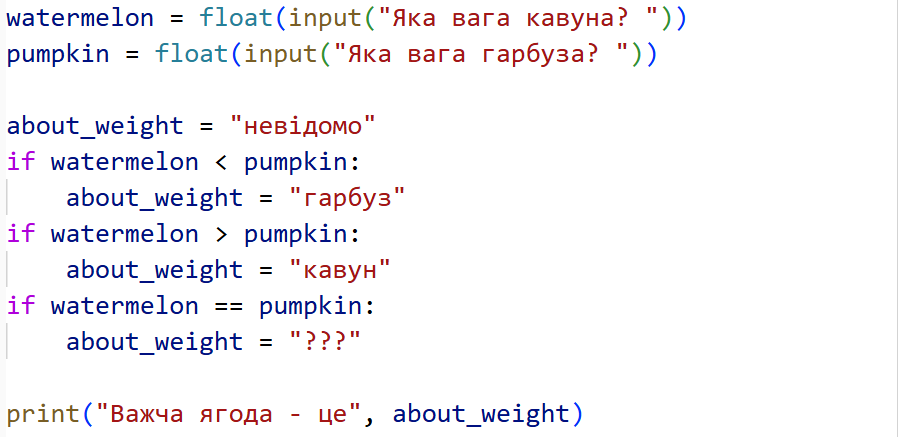 watermelon = float(input("Яка вага кавуна? "))
pumpkin = float(input("Яка вага гарбуза? "))
about_weight = "невідомо"
if watermelon < pumpkin:
    about_weight = "гарбуз"
if watermelon > pumpkin:
    about_weight = "кавун"
if watermelon == pumpkin:
    about_weight = "???"
print("Важча ягода - це", about_weight)